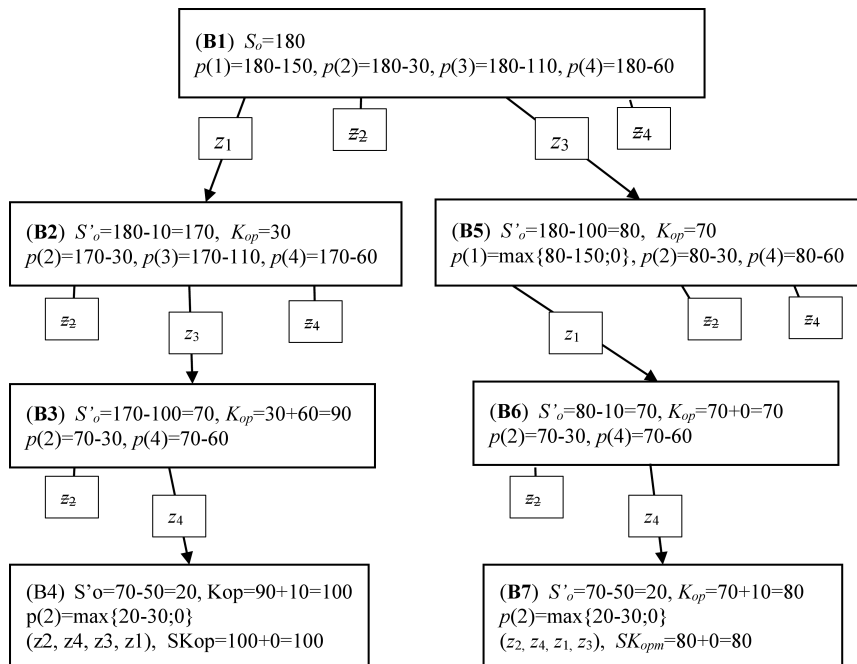 (B1) Sₒ=180
p(1)=180-150, p(2)=180-30, p(3)=180-110, p(4)=180-60
z₁
z₂
z₃
z₄
(B2) S’ₒ=180-10=170, Kₒₚ=30
p(2)=170-30, p(3)=170-110, p(4)=170-60
(B5) S’ₒ=180-100=80, Kₒₚ=70
p(1)=max{80-150;0}, p(2)=80-30, p(4)=80-60
z₂
z₃
z₄
z₁
z₂
z₄
(B3) S’ₒ=170-100=70, Kₒₚ=30+60=90
p(2)=70-30, p(4)=70-60
(B6) S’ₒ=80-10=70, Kₒₚ=70+0=70
p(2)=70-30, p(4)=70-60
z₂
z₄
z₂
z₄
(B4) S’o=70-50=20, Kop=90+10=100
p(2)=max{20-30;0}
(z2, z4, z3, z1), SKop=100+0=100
(B7) S’ₒ=70-50=20, Kₒₚ=70+10=80
p(2)=max{20-30;0}
(z₂, z₄, z₁, z₃), SKₒₚₘ=80+0=80